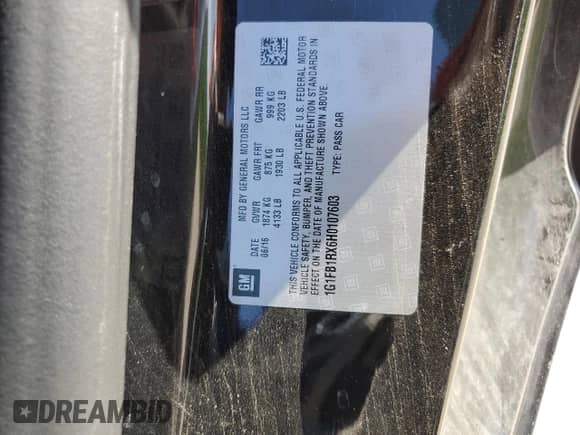 GM
MFD BY GENERAL MOTORS LLC
DATE GVWR GAWR FRT GAWR RR
06/16 1874 KG 875 KG 999 KG
4133 LB 1930 LB 2203 LB
THIS VEHICLE CONFORMS TO ALL APPLICABLE U.S. FEDERAL MOTOR
VEHICLE SAFETY, BUMPER, AND THEFT PREVENTION STANDARDS IN
EFFECT ON THE DATE OF MANUFACTURE SHOWN ABOVE.
1G1FB1RX6H0107603 TYPE: PASS CAR
DREAMBID